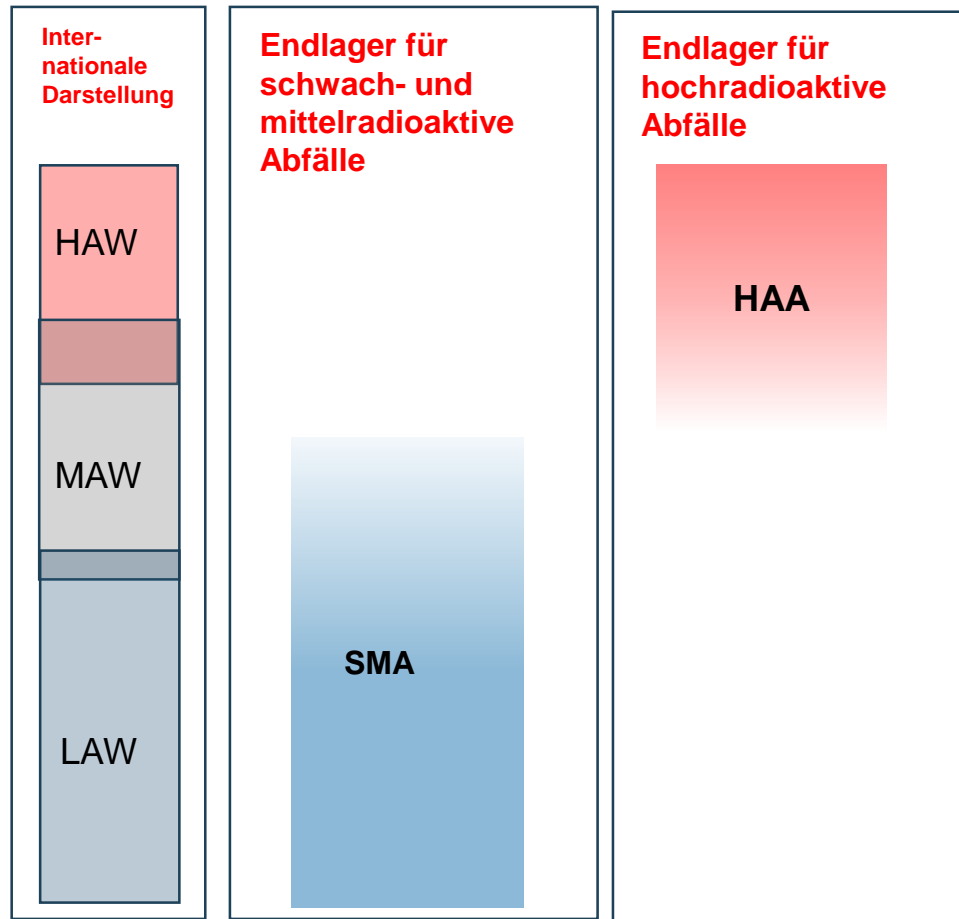 Inter-
nationale
Darstellung
HAW
MAW
LAW
Endlager für
schwach- und
mittelradioaktive
Abfälle
SMA
Endlager für
hochradioaktive
Abfälle
HAA